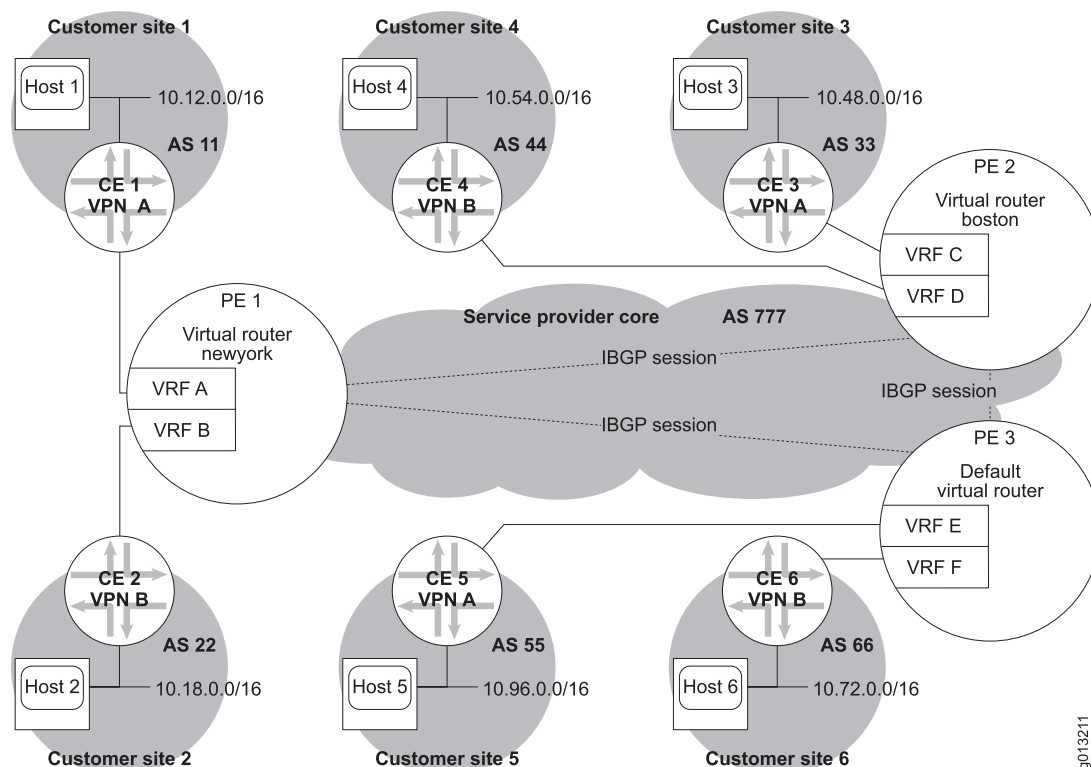 Customer site 1
Customer site 4
Customer site 3
Host 1
10.12.0.0/16
AS 11
CE 1
VPN A
Host 4
10.54.0.0/16
AS 44
CE 4
VPN B
Host 3
10.48.0.0/16
AS 33
CE 3
VPN A
PE 2
Virtual router
boston
VRF C
VRF D
PE 1
Virtual router
newyork
VRF A
VRF B
Service provider core
AS 777
IBGP session
IBGP session
IBGP session
PE 3
Default
virtual router
VRF E
VRF F
CE 2
VPN B
AS 22
Host 2
10.18.0.0/16
Customer site 2
CE 5
VPN A
AS 55
Host 5
10.96.0.0/16
Customer site 5
CE 6
VPN B
AS 66
Host 6
10.72.0.0/16
Customer site 6
g013211